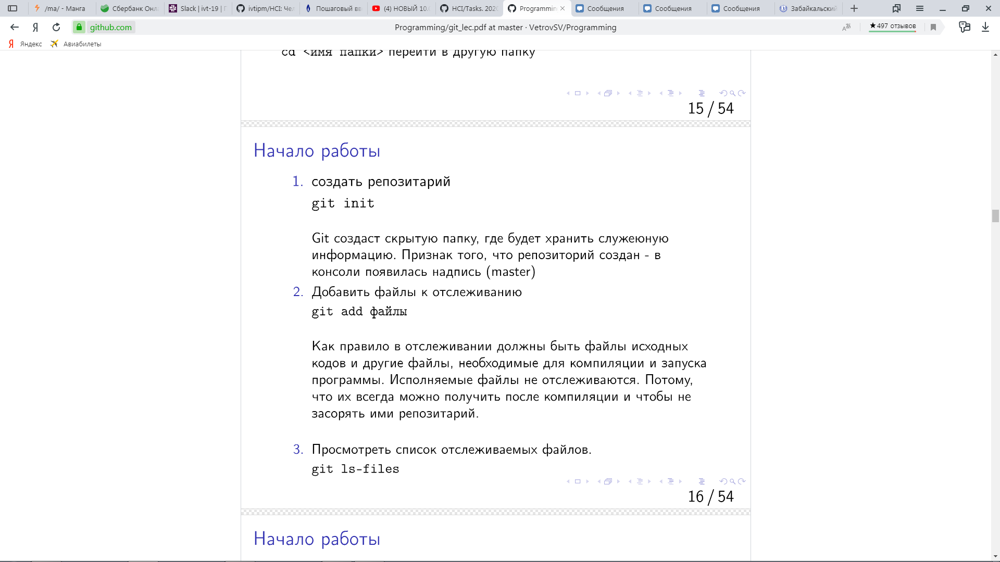 /ma/ - Манга
Сбербанк Онл
Slack | ivt-19 | Г
ivtipm/HCI: Чел
Пошаговый вв
(4) НОВЫЙ 10.0
HCI/Tasks. 2020
Programmin
Сообщения
Сообщения
Сообщения
Забайкальский
github.com
Programming/git_lec.pdf at master · VetrovSV/Programming
★497 отзывов
Яндекс
Авиабилеты
cd <имя папки> перейти в другую папку
15 / 54
Начало работы
1. создать репозитарий
git init
Git создаст скрытую папку, где будет хранить служеюную
информацию. Признак того, что репозиторий создан - в
консоли появилась надпись (master)
2. Добавить файлы к отслеживанию
git add файлы
Как правило в отслеживании должны быть файлы исходных
кодов и другие файлы, необходимые для компиляции и запуска
программы. Исполняемые файлы не отслеживаются. Потому,
что их всегда можно получить после компиляции и чтобы не
засорять ими репозитарий.
3. Просмотреть список отслеживаемых файлов.
git ls-files
16 / 54
Начало работы